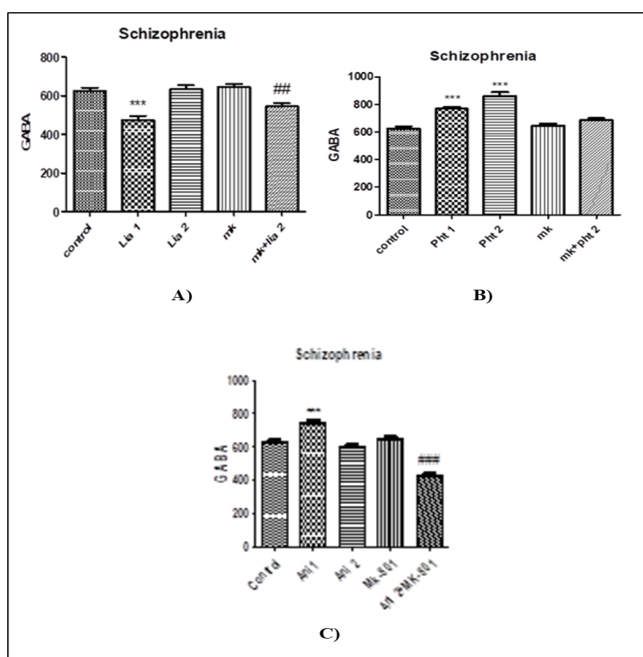 Schizophrenia
800
600
400
200
0
GABA
***
##
control
Lia 1
Lia 2
mk
mk+lia 2
A)
Schizophrenia
1000
800
600
400
200
0
GABA
***
***
control
Pht 1
Pht 2
mk
mk+pht 2
B)
Schizophrenia
1000
800
600
400
200
0
GABA
***
###
Control
Ani 1
Ani 2
C)